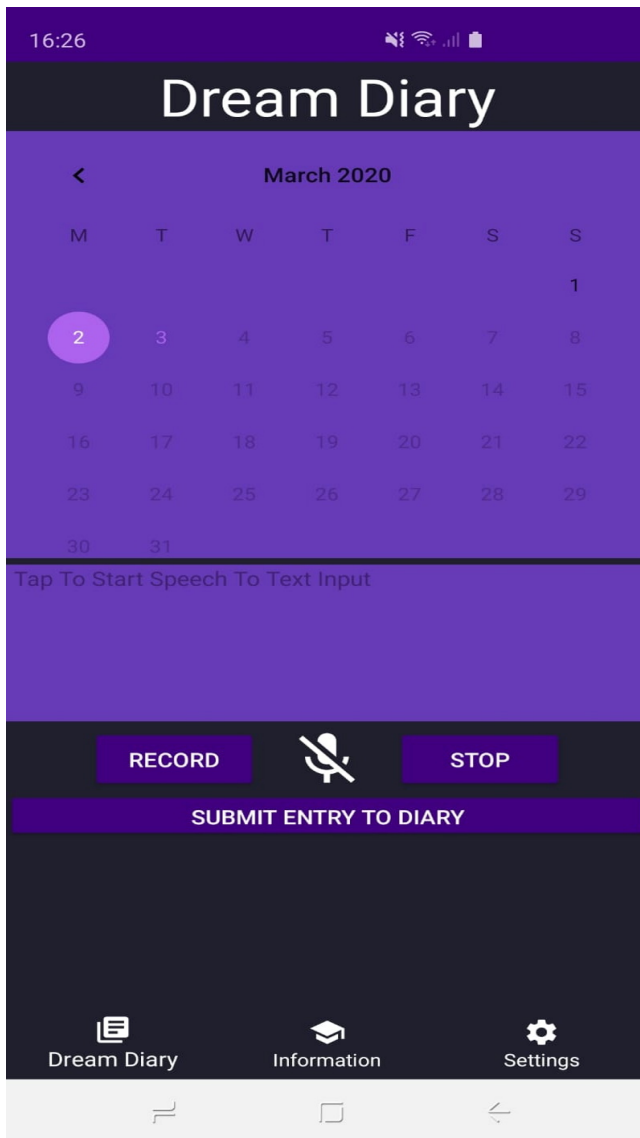 16:26
Dream Diary
March 2020
M T W T F S S
1
2 3 4 5 6 7 8
9 10 11 12 13 14 15
16 17 18 19 20 21 22
23 24 25 26 27 28 29
30 31
Tap To Start Speech To Text Input
RECORD STOP
SUBMIT ENTRY TO DIARY
Dream Diary Information Settings